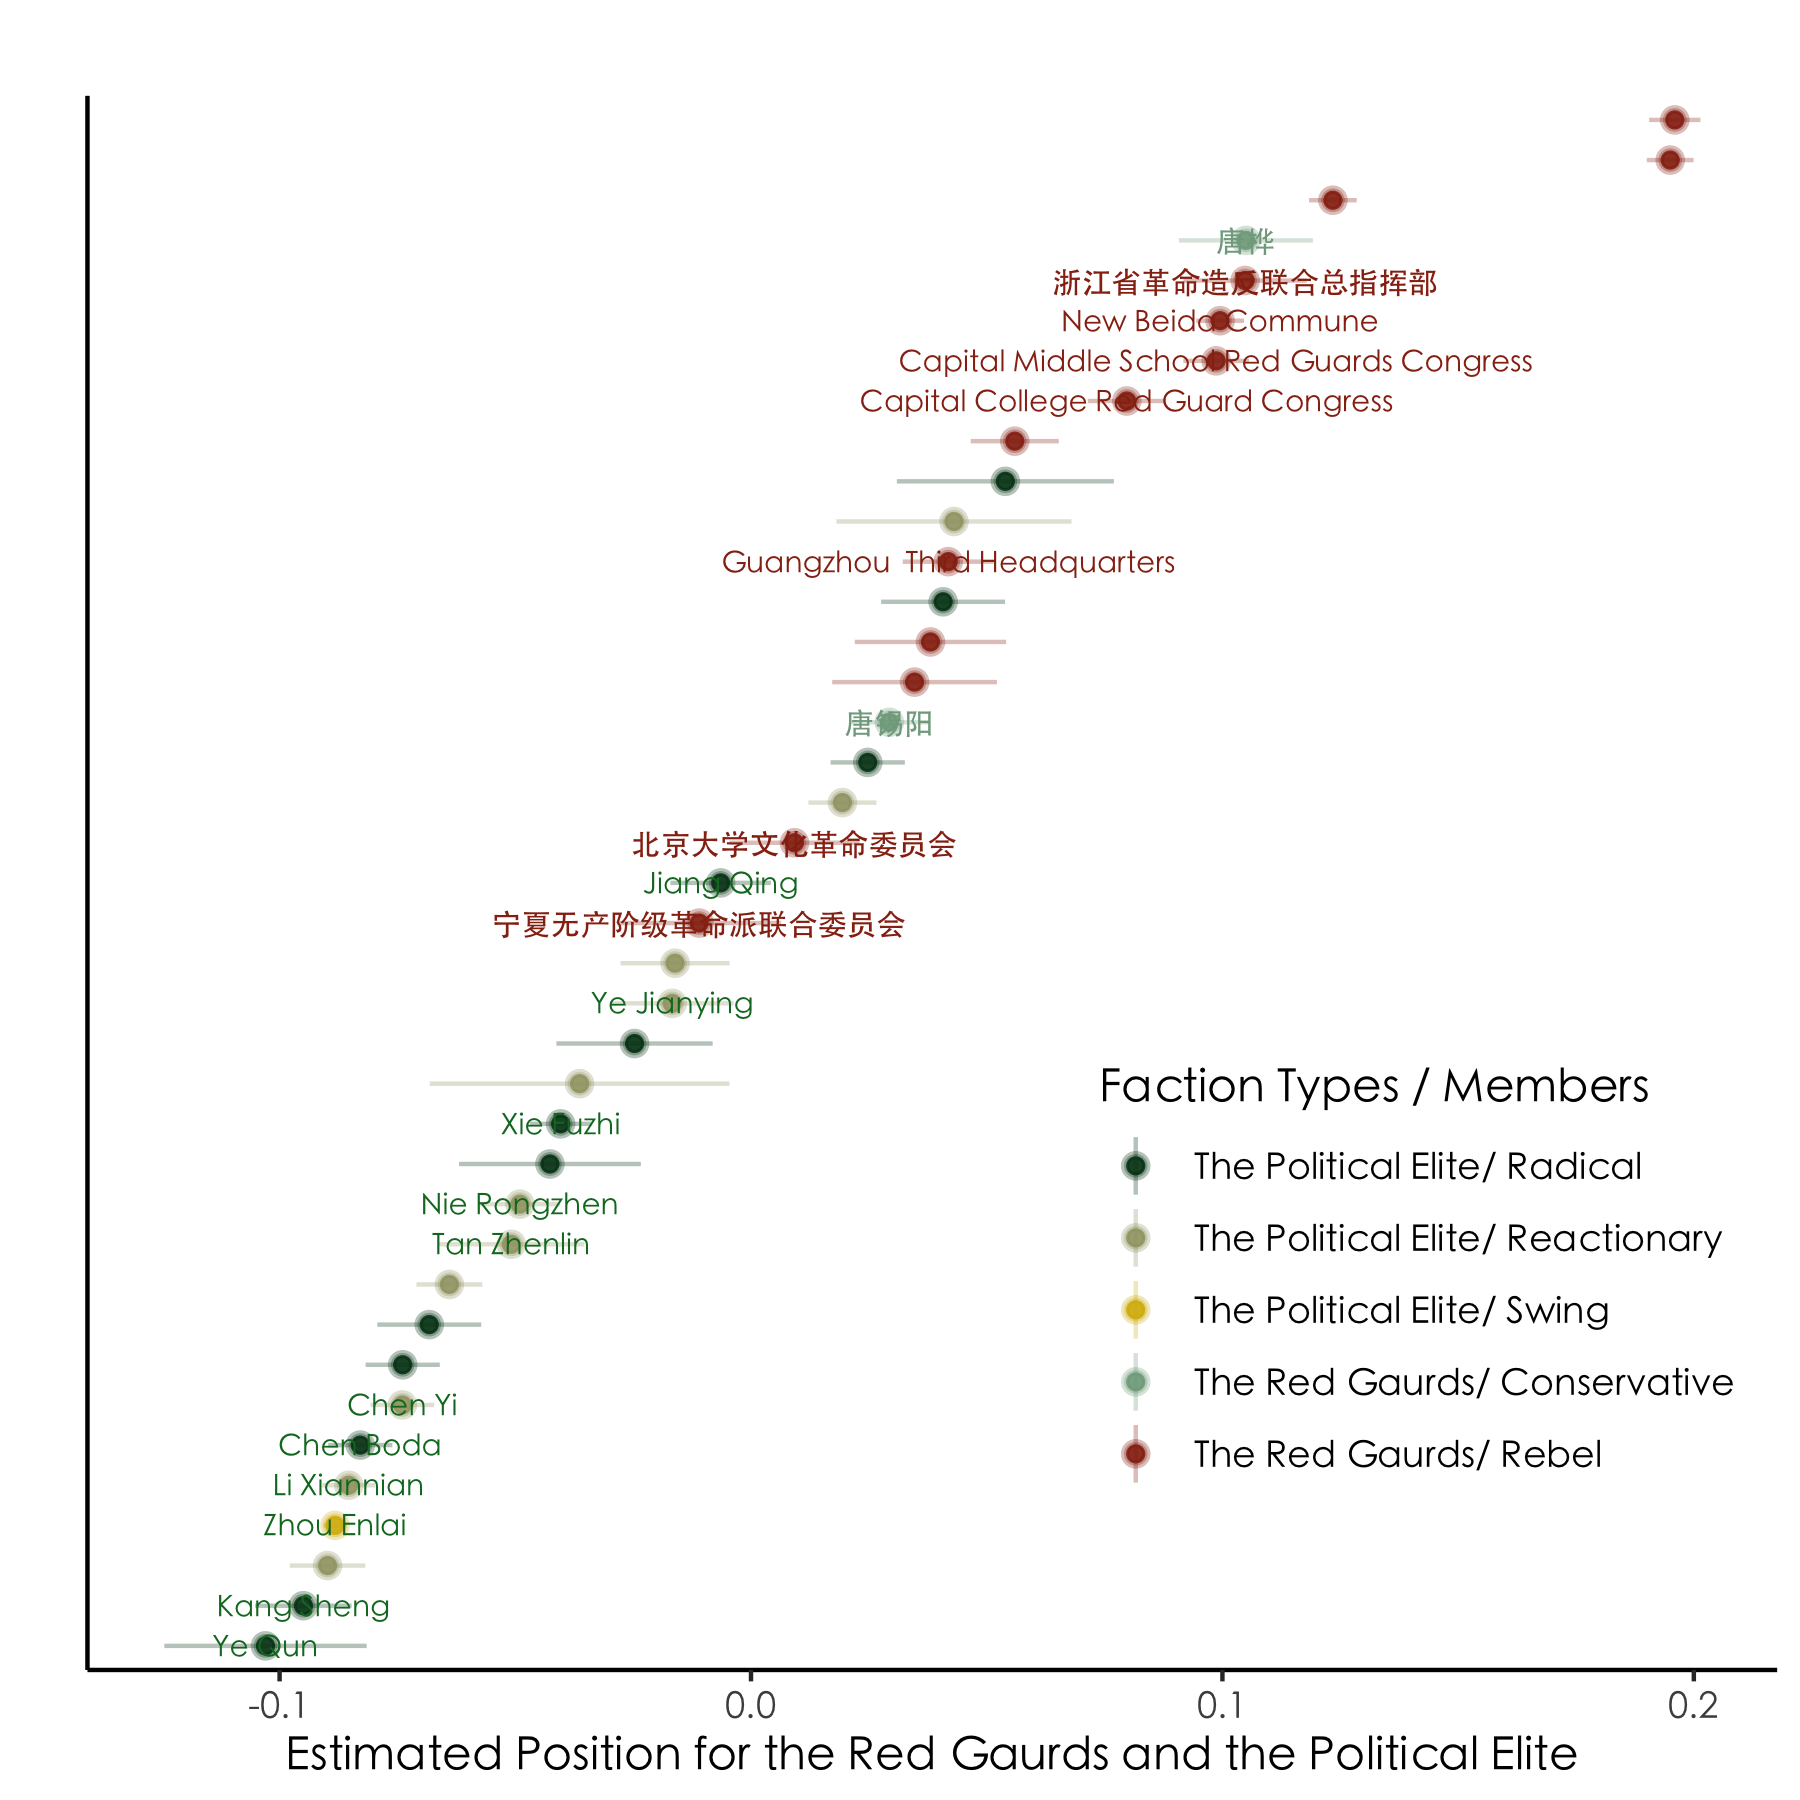 唐桦
浙江省革命造反联合总指挥部
New Beida Commune
Capital Middle School Red Guards Congress
Capital College Red Guard Congress
Guangzhou Third Headquarters
唐锡阳
北京大学文化革命委员会
Jiang Qing
宁夏无产阶级革命派联合委员会
Ye Jianying
Xie Fuzhi
Nie Rongzhen
Tan Zhenlin
Chen Yi
Chen Boda
Li Xiannian
Zhou Enlai
Kang Sheng
Ye Qun
Faction Types / Members
The Political Elite/ Radical
The Political Elite/ Reactionary
The Political Elite/ Swing
The Red Gaurds/ Conservative
The Red Gaurds/ Rebel
-0.1 0.0 0.1 0.2
Estimated Position for the Red Gaurds and the Political Elite